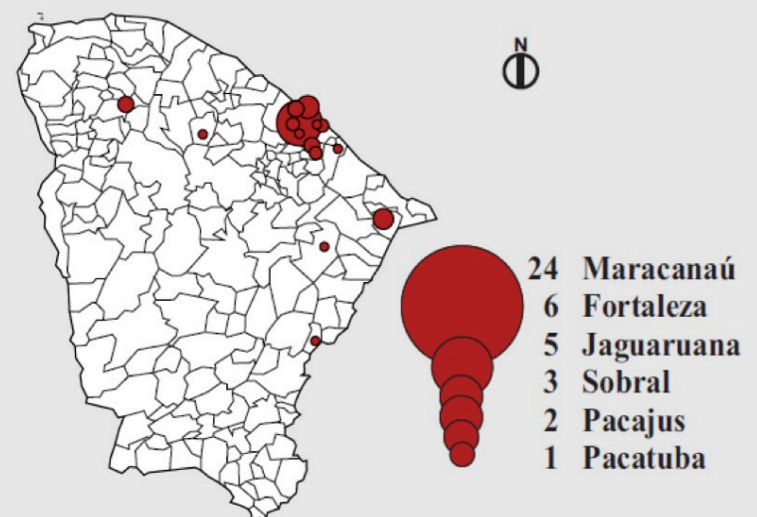 N
24 Maracanaú
6 Fortaleza
5 Jaguaruana
3 Sobral
2 Pacajus
1 Pacatuba